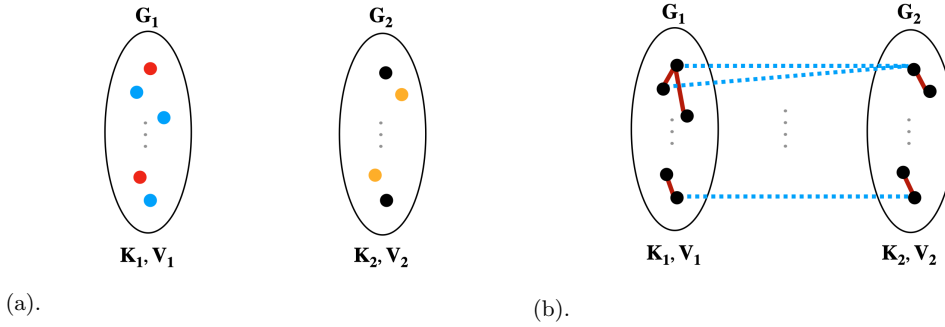 G₁ G₂ G₁ G₂
K₁, V₁ K₂, V₂ K₁, V₁ K₂, V₂
(a). (b).